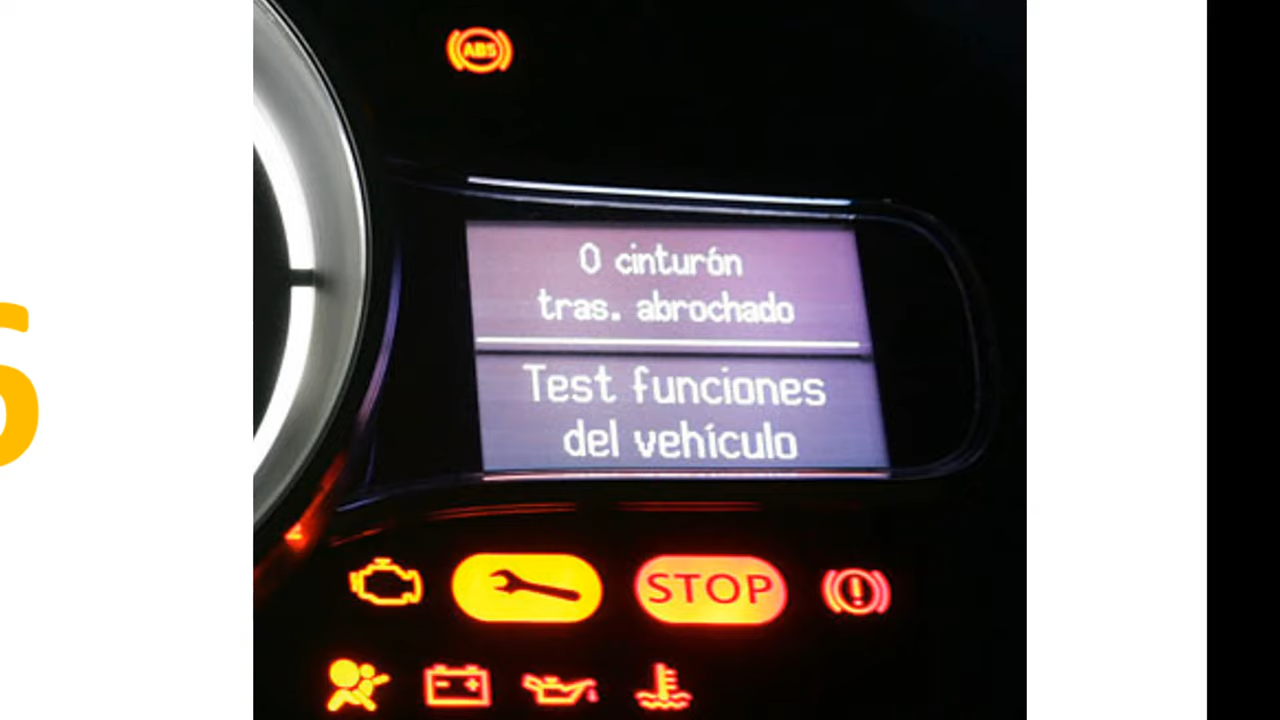 ABS
0 cinturón
tras. abrochado
Test funciones
del vehículo
STOP